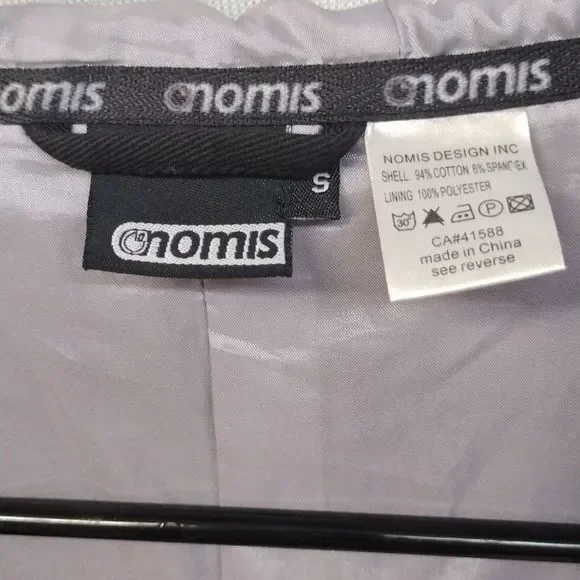 nomis nomis nomis
S
nomis
NOMIS DESIGN INC
SHELL 94% COTTON 6% SPANDEX
LINING 100% POLYESTER
30° P
CA#41588
made in China
see reverse